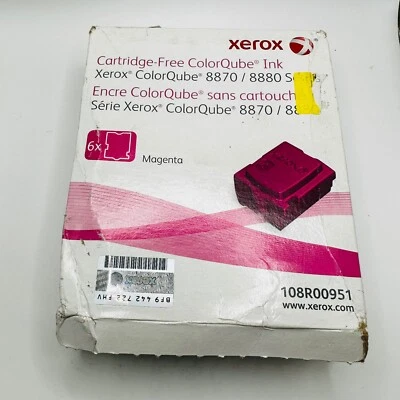 xerox
Cartridge-Free ColorQube® Ink
Xerox® ColorQube® 8870 / 8880
Encre ColorQube® sans cartouch
Série Xerox® ColorQube® 8870 / 88
6x
Magenta
108R00951
www.xerox.com